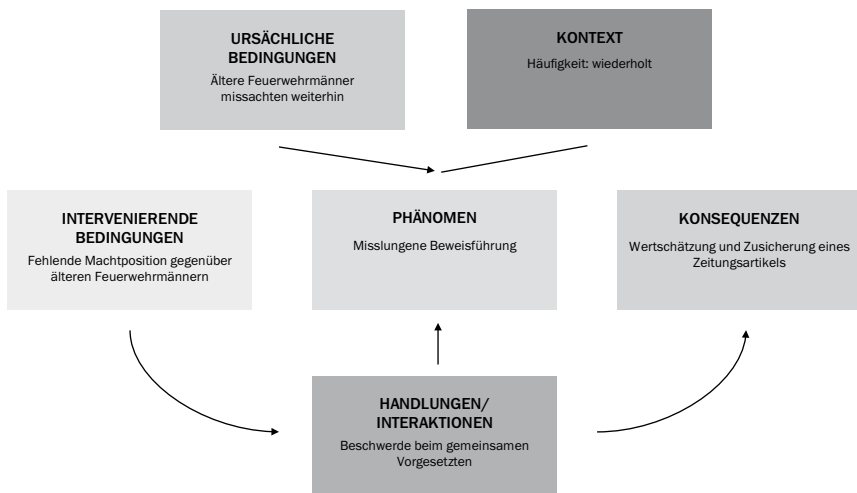 URSÄCHLICHE
BEDINGUNGEN
Ältere Feuerwehrmänner
missachten weiterhin
KONTEXT
Häufigkeit: wiederholt
INTERVENIERENDE
BEDINGUNGEN
Fehlende Machtposition gegenüber
älteren Feuerwehrmännern
PHÄNOMEN
Misslungene Beweisführung
KONSEQUENZEN
Wertschätzung und Zusicherung eines
Zeitungsartikels
HANDLUNGEN/
INTERAKTIONEN
Beschwerde beim gemeinsamen
Vorgesetzten